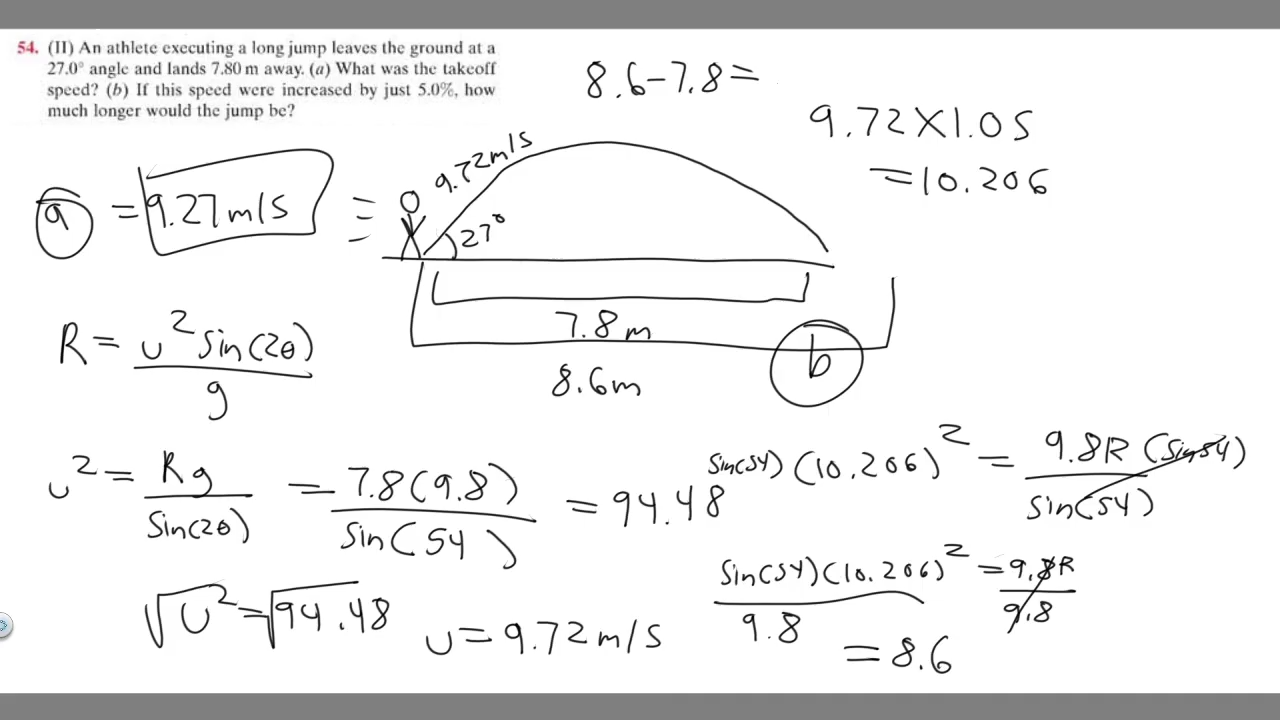 54. (II) An athlete executing a long jump leaves the ground at a
27.0° angle and lands 7.80 m away. (a) What was the takeoff
speed? (b) If this speed were increased by just 5.0%, how
much longer would the jump be?
8.6-7.8=
9.72X1.05
=10.206
a =9.27m/s
9.72m/s
27°
7.8m
8.6m
b
R= u² sin(2θ)
g
u² = Rg
sin(2θ)
= 7.8(9.8)
sin(54)
= 94.48
√u² = √94.48
u= 9.72m/s
sin(54)(10.206)² = 9.8R (sin54)
sin(54)
sin(54)(10.206)² = 9.8R
9.8
9.8
= 8.6